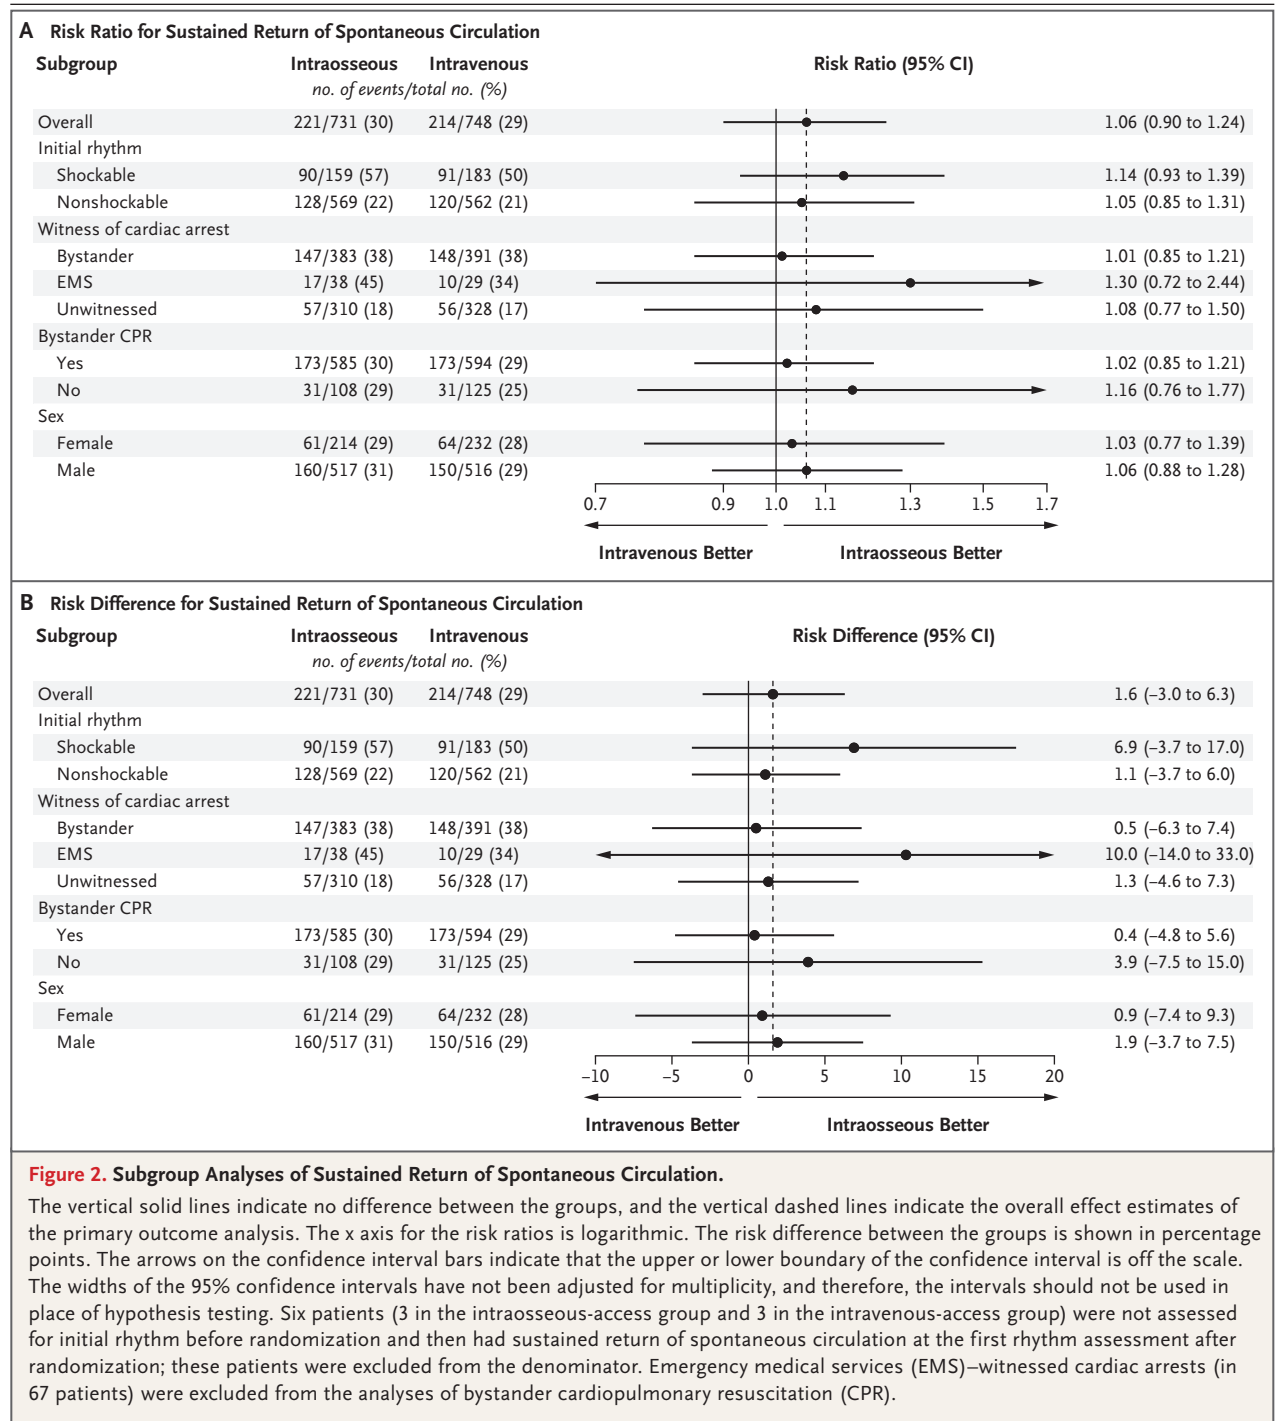 A Risk Ratio for Sustained Return of Spontaneous Circulation
Subgroup Intraosseous Intravenous Risk Ratio (95% CI)
no. of events/total no. (%)
Overall 221/731 (30) 214/748 (29) 1.06 (0.90 to 1.24)
Initial rhythm
Shockable 90/159 (57) 91/183 (50) 1.14 (0.93 to 1.39)
Nonshockable 128/569 (22) 120/562 (21) 1.05 (0.85 to 1.31)
Witness of cardiac arrest
Bystander 147/383 (38) 148/391 (38) 1.01 (0.85 to 1.21)
EMS 17/38 (45) 10/29 (34) 1.30 (0.72 to 2.44)
Unwitnessed 57/310 (18) 56/328 (17) 1.08 (0.77 to 1.50)
Bystander CPR
Yes 173/585 (30) 173/594 (29) 1.02 (0.85 to 1.21)
No 31/108 (29) 31/125 (25) 1.16 (0.76 to 1.77)
Sex
Female 61/214 (29) 64/232 (28) 1.03 (0.77 to 1.39)
Male 160/517 (31) 150/516 (29) 1.06 (0.88 to 1.28)
0.7 0.9 1.0 1.1 1.3 1.5 1.7
Intravenous Better Intraosseous Better
B Risk Difference for Sustained Return of Spontaneous Circulation
Subgroup Intraosseous Intravenous Risk Difference (95% CI)
no. of events/total no. (%)
Overall 221/731 (30) 214/748 (29) 1.6 (–3.0 to 6.3)
Initial rhythm
Shockable 90/159 (57) 91/183 (50) 6.9 (–3.7 to 17.0)
Nonshockable 128/569 (22) 120/562 (21) 1.1 (–3.7 to 6.0)
Witness of cardiac arrest
Bystander 147/383 (38) 148/391 (38) 0.5 (–6.3 to 7.4)
EMS 17/38 (45) 10/29 (34) 10.0 (–14.0 to 33.0)
Unwitnessed 57/310 (18) 56/328 (17) 1.3 (–4.6 to 7.3)
Bystander CPR
Yes 173/585 (30) 173/594 (29) 0.4 (–4.8 to 5.6)
No 31/108 (29) 31/125 (25) 3.9 (–7.5 to 15.0)
Sex
Female 61/214 (29) 64/232 (28) 0.9 (–7.4 to 9.3)
Male 160/517 (31) 150/516 (29) 1.9 (–3.7 to 7.5)
–10 –5 0 5 10 15 20
Intravenous Better Intraosseous Better
Figure 2. Subgroup Analyses of Sustained Return of Spontaneous Circulation.
The vertical solid lines indicate no difference between the groups, and the vertical dashed lines indicate the overall effect estimates of
the primary outcome analysis. The x axis for the risk ratios is logarithmic. The risk difference between the groups is shown in percentage
points. The arrows on the confidence interval bars indicate that the upper or lower boundary of the confidence interval is off the scale.
The widths of the 95% confidence intervals have not been adjusted for multiplicity, and therefore, the intervals should not be used in
place of hypothesis testing. Six patients (3 in the intraosseous-access group and 3 in the intravenous-access group) were not assessed
for initial rhythm before randomization and then had sustained return of spontaneous circulation at the first rhythm assessment after
randomization; these patients were excluded from the denominator. Emergency medical services (EMS)–witnessed cardiac arrests (in
67 patients) were excluded from the analyses of bystander cardiopulmonary resuscitation (CPR).